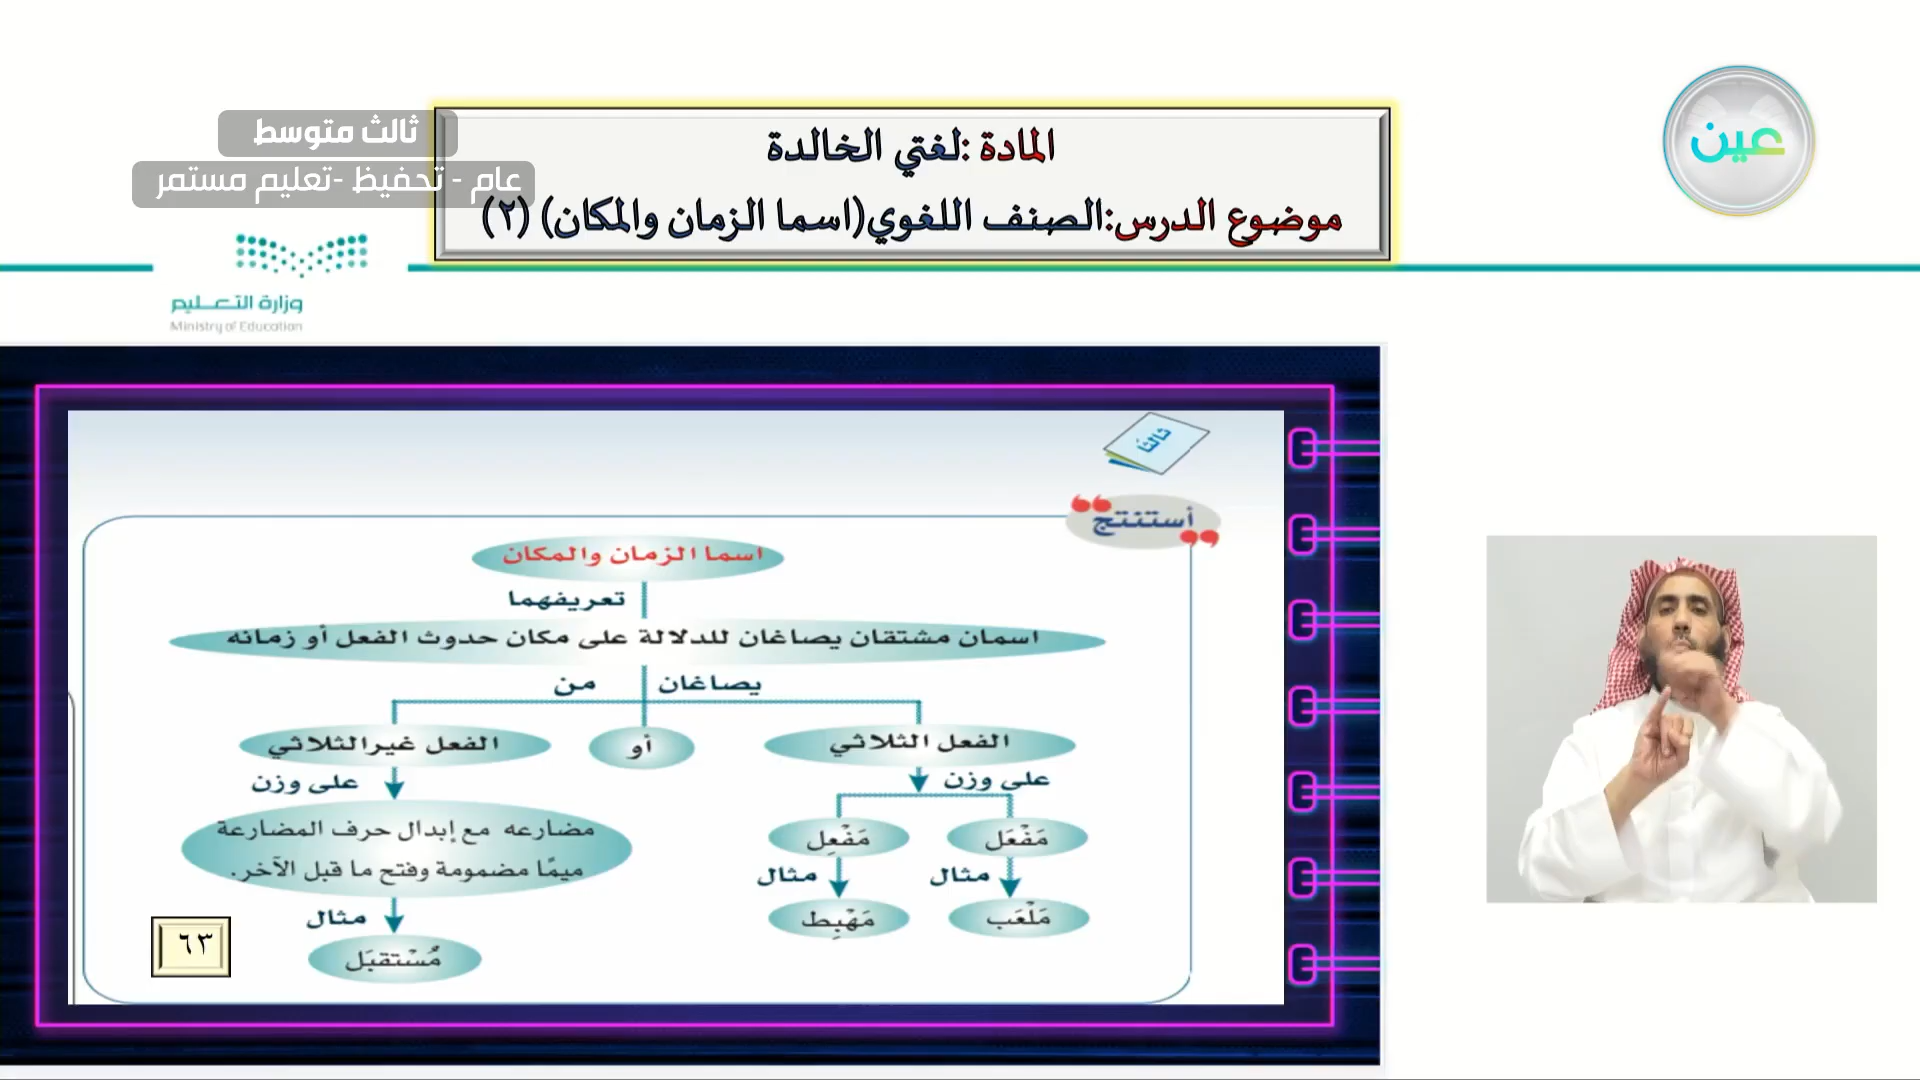 ثالث متوسط
عام - تحفيظ -تعليم مستمر
المادة :لغتي الخالدة
موضوع الدرس:الصنف اللغوي(اسما الزمان والمكان) (٢)
عين
وزارة التعليم
Ministry of Education
ثالثًا
أستنتج
اسما الزمان والمكان
تعريفهما
اسمان مشتقان يصاغان للدلالة على مكان حدوث الفعل أو زمانه
يصاغان من
الفعل الثلاثي
أو
الفعل غيرالثلاثي
على وزن
على وزن
مَفْعَل
مَفْعِل
مضارعه مع إبدال حرف المضارعة
ميمًا مضمومة وفتح ما قبل الآخر.
مثال
مثال
مثال
مَلْعَب
مَهْبِط
مُسْتقبَل
٦٣